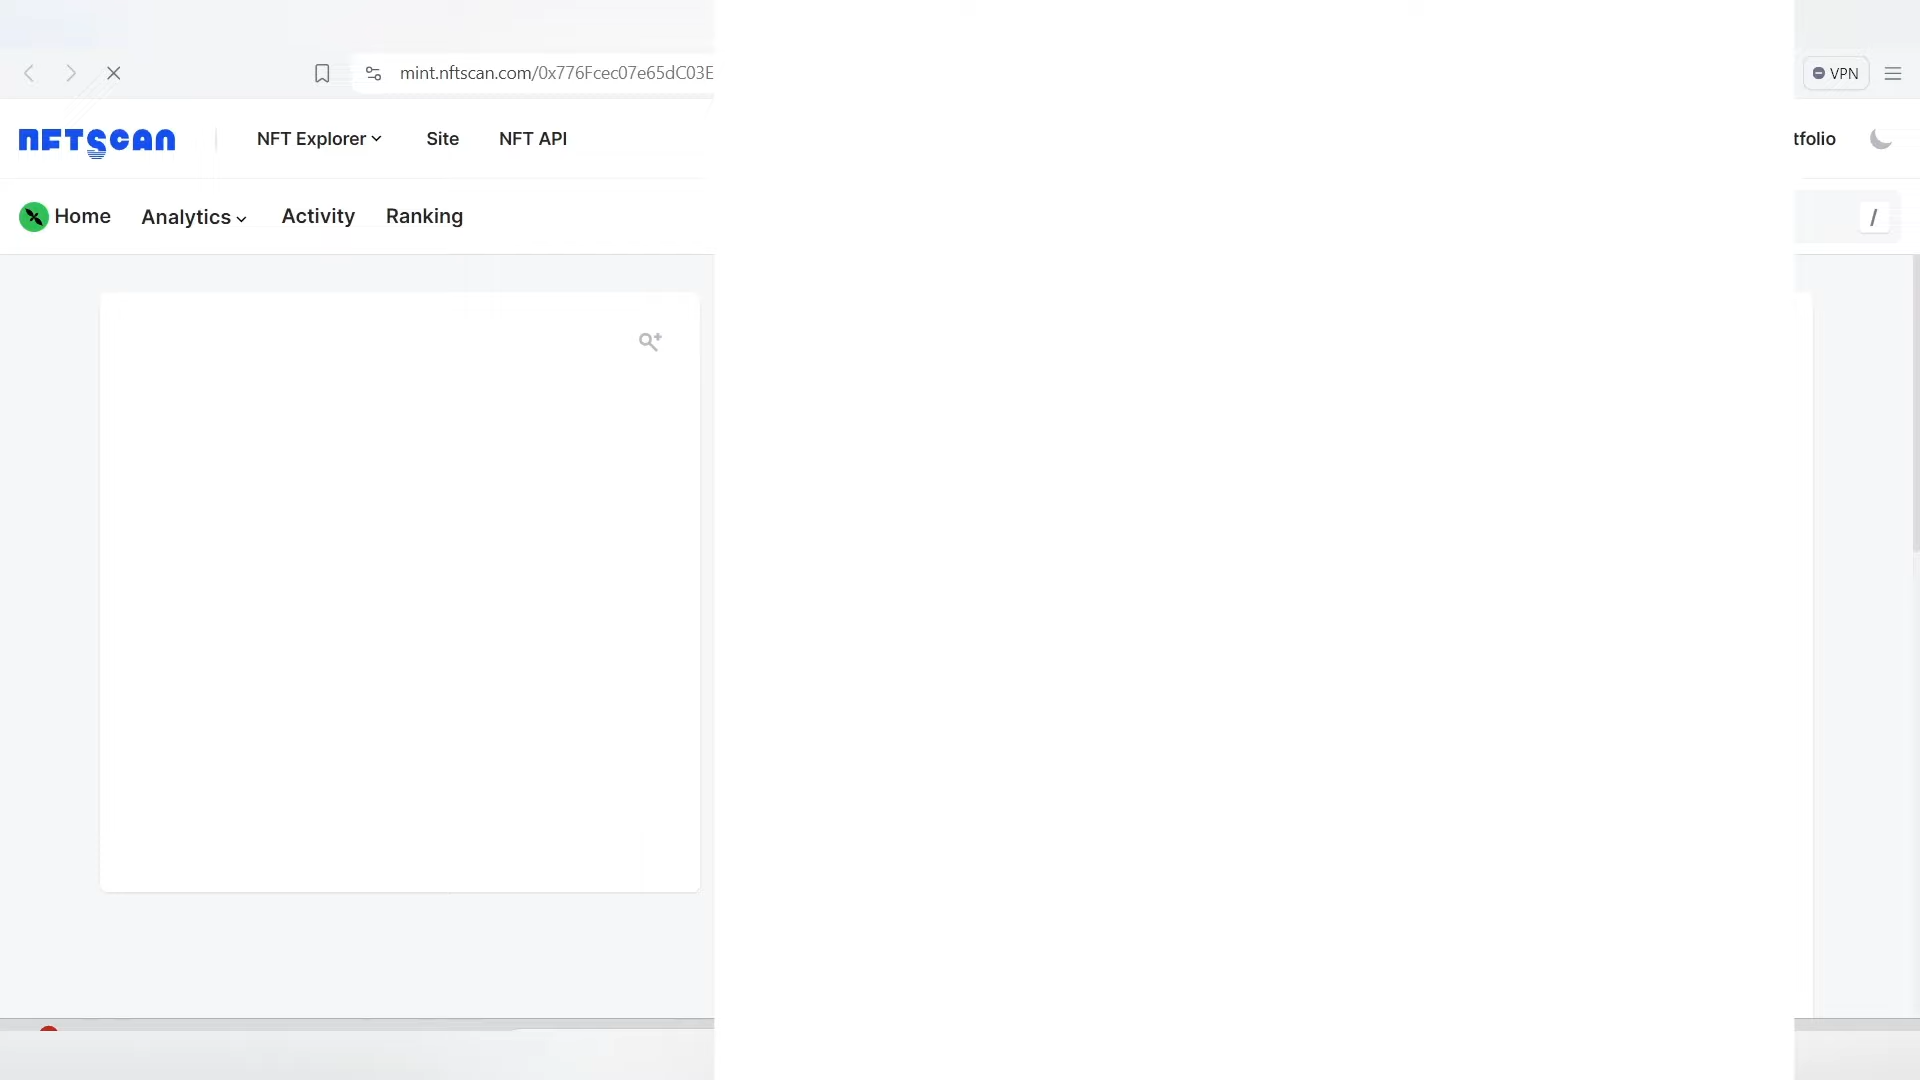 mint.nftscan.com/0x776Fcec07e65dC03E
VPN
NFTSCAN
NFT Explorer
Site
NFT API
tfolio
Home
Analytics
Activity
Ranking
/